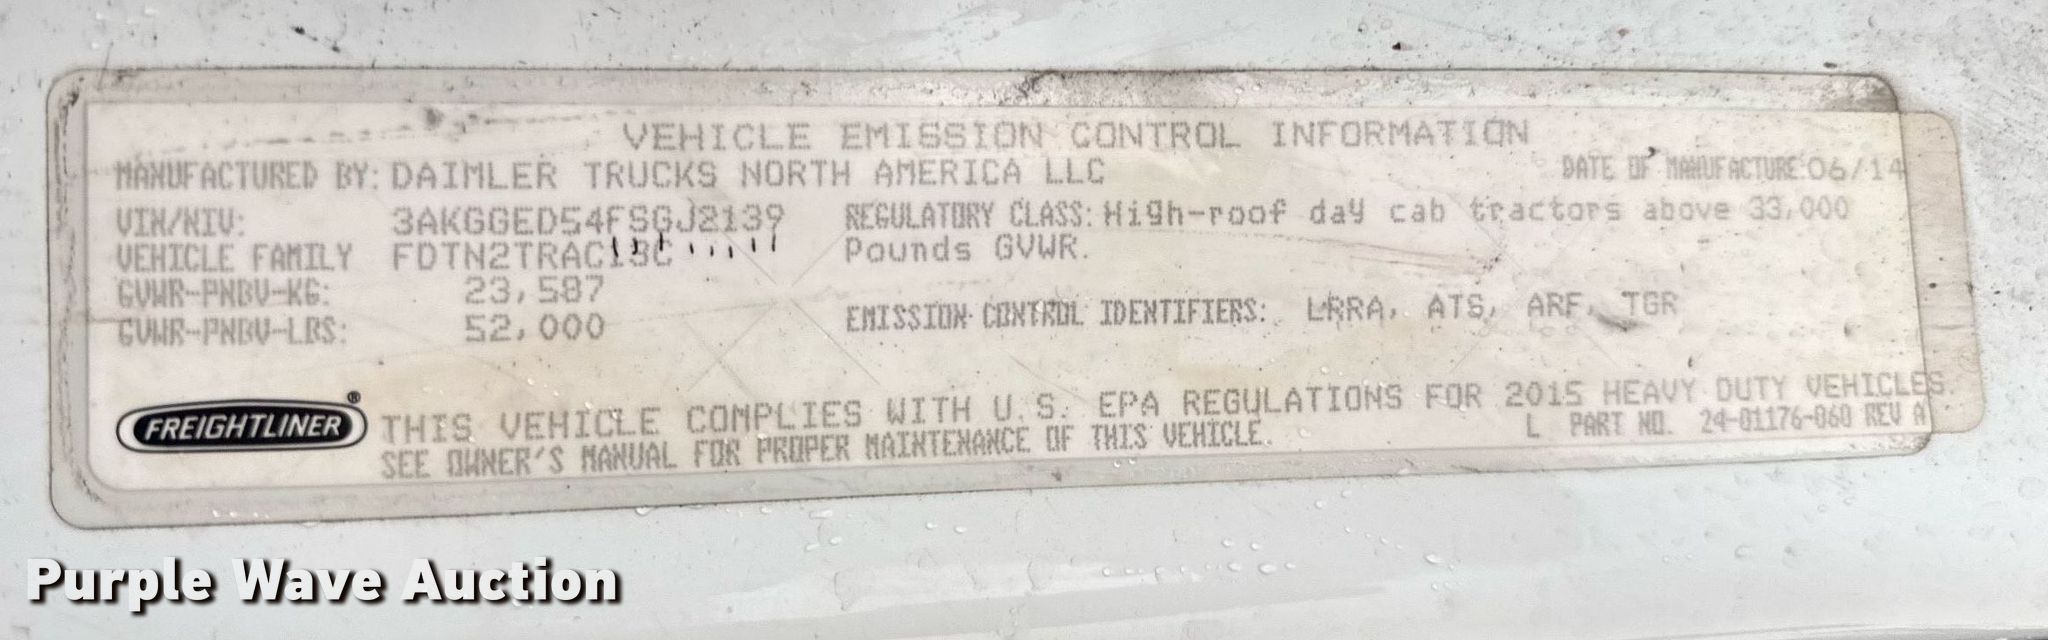 VEHICLE EMISSION CONTROL INFORMATION
MANUFACTURED BY: DAIMLER TRUCKS NORTH AMERICA LLC
DATE OF MANUFACTURE: 06/14
VIN/NIV: 3AKGGED54FSGJ2139
REGULATORY CLASS: High-roof day cab tractors above 33,000
Pounds GVWR.
VEHICLE FAMILY FDTN2TRAC13C
GVWR-PNBV-KG: 23,587
GVWR-PNBV-LBS: 52,000
EMISSION CONTROL IDENTIFIERS: LRRA, ATS, ARF, TGR
FREIGHTLINER®
THIS VEHICLE COMPLIES WITH U.S. EPA REGULATIONS FOR 2015 HEAVY DUTY VEHICLES.
SEE OWNER'S MANUAL FOR PROPER MAINTENANCE OF THIS VEHICLE.
L PART NO. 24-01176-060 REV A
Purple Wave Auction